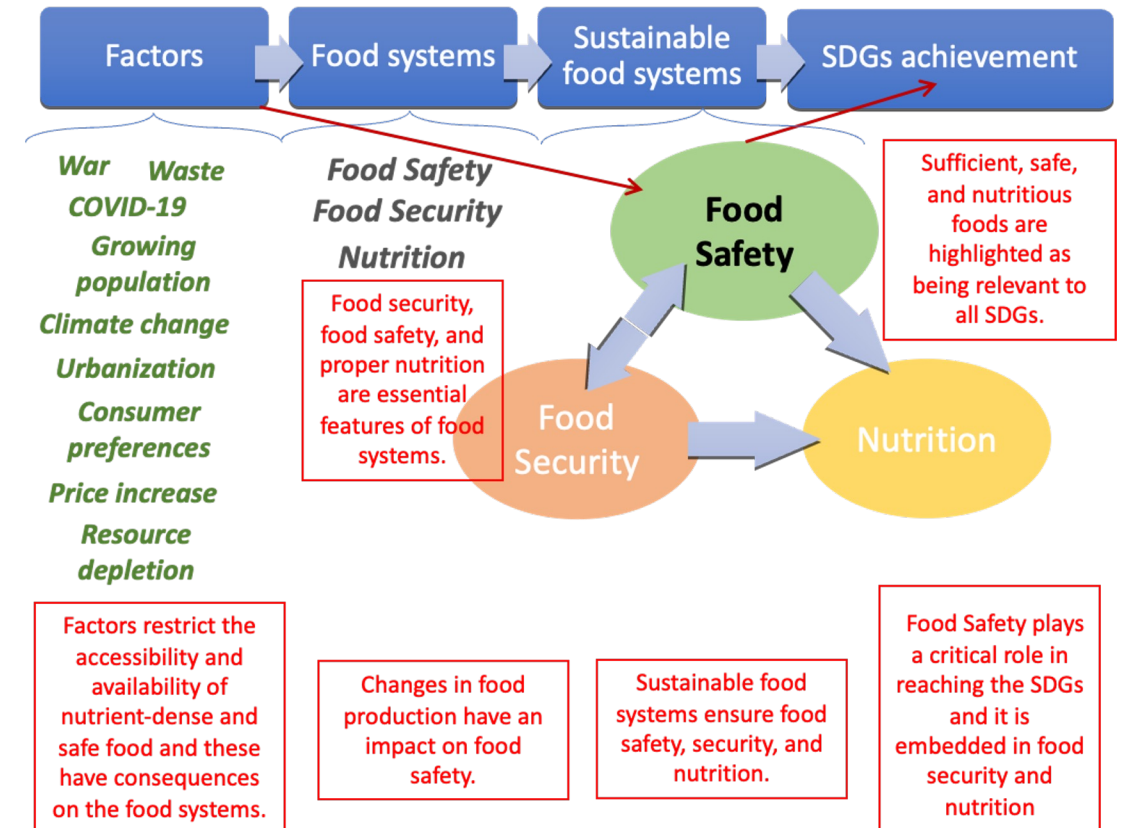 Factors
Food systems
Sustainable
food systems
SDGs achievement
War
Waste
COVID-19
Growing
population
Climate change
Urbanization
Consumer
preferences
Price increase
Resource
depletion
Food Safety
Food Security
Nutrition
Food security,
food safety, and
proper nutrition
are essential
features of food
systems.
Food
Safety
Food
Security
Nutrition
Sufficient, safe,
and nutritious
foods are
highlighted as
being relevant to
all SDGs.
Factors restrict the
accessibility and
availability of
nutrient-dense and
safe food and these
have consequences
on the food systems.
Changes in food
production have an
impact on food
safety.
Sustainable food
systems ensure food
safety, security, and
nutrition.
Food Safety plays
a critical role in
reaching the SDGs
and it is
embedded in food
security and
nutrition